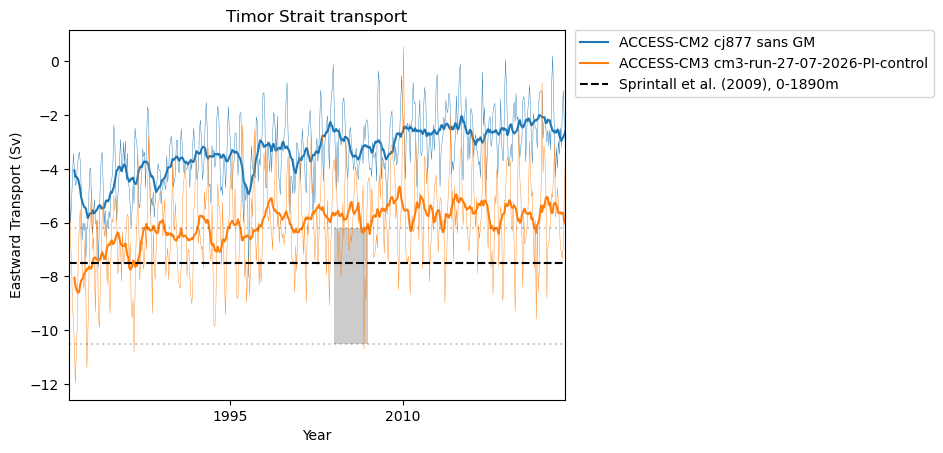 Timor Strait transport
ACCESS-CM2 cj877 sans GM
ACCESS-CM3 cm3-run-27-07-2026-PI-control
Sprintall et al. (2009), 0-1890m
Eastward Transport (Sv)
0
−2
−4
−6
−8
−10
−12
1995
2010
Year